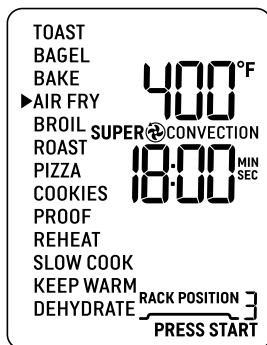 TOAST
BAGEL
BAKE
400°F
▶AIR FRY
BROIL
SUPER CONVECTION
ROAST
PIZZA
18:00 MIN SEC
COOKIES
PROOF
REHEAT
SLOW COOK
KEEP WARM
DEHYDRATE
RACK POSITION 3
PRESS START